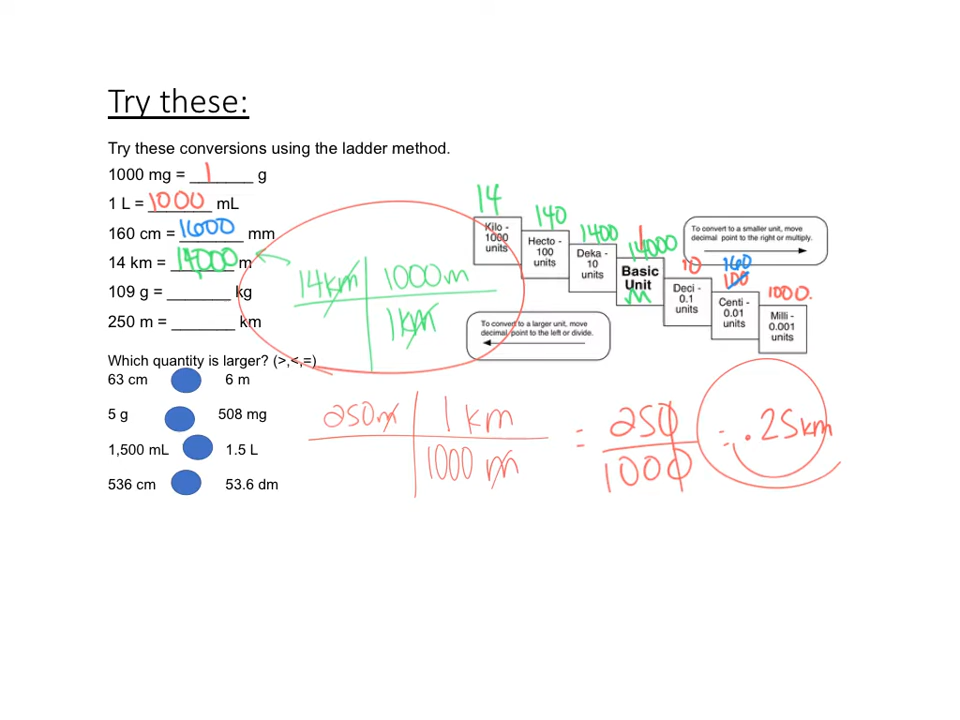 Try these:
Try these conversions using the ladder method.
1000 mg = 1 g
1 L = 1000 mL
160 cm = 1600 mm
14 km = 14000 m
109 g = _______ kg
250 m = _______ km
Which quantity is larger? (>,<,=)
63 cm 6 m
5 g 508 mg
1,500 mL 1.5 L
536 cm 53.6 dm
14km 1000m
1km
14
Kilo -
1000
units
140
Hecto -
100
units
1400
Deka -
10
units
14000
Basic
Unit
m
10
Deci -
0.1
units
160
100
Centi -
0.01
units
1000.
Milli -
0.001
units
To convert to a smaller unit, move
decimal point to the right or multiply.
To convert to a larger unit, move
decimal point to the left or divide.
250m 1 km = 250 = .25km
1000 m 1000